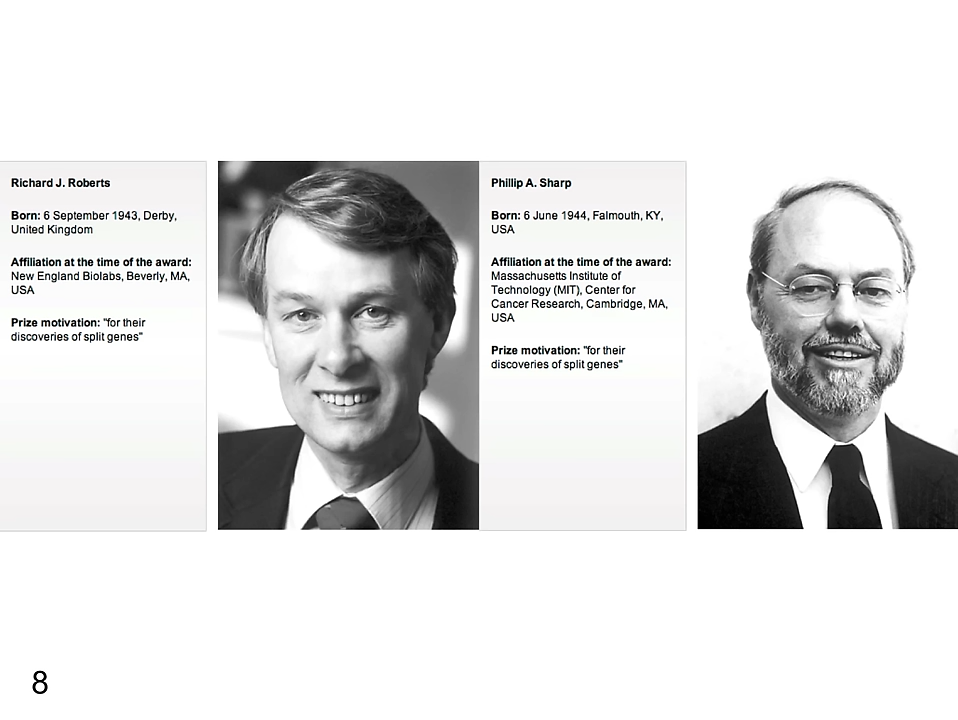 Richard J. Roberts
Born: 6 September 1943, Derby,
United Kingdom
Affiliation at the time of the award:
New England Biolabs, Beverly, MA,
USA
Prize motivation: "for their
discoveries of split genes"
Phillip A. Sharp
Born: 6 June 1944, Falmouth, KY,
USA
Affiliation at the time of the award:
Massachusetts Institute of
Technology (MIT), Center for
Cancer Research, Cambridge, MA,
USA
Prize motivation: "for their
discoveries of split genes"
8